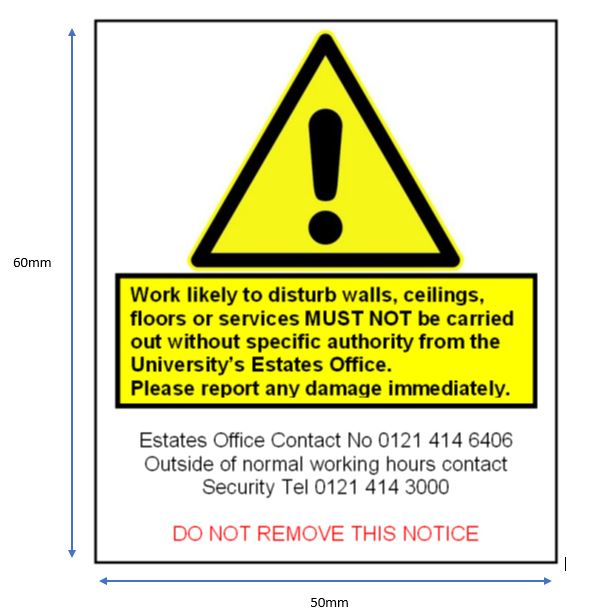 60mm
!
Work likely to disturb walls, ceilings,
floors or services MUST NOT be carried
out without specific authority from the
University's Estates Office.
Please report any damage immediately.
Estates Office Contact No 0121 414 6406
Outside of normal working hours contact
Security Tel 0121 414 3000
DO NOT REMOVE THIS NOTICE
50mm